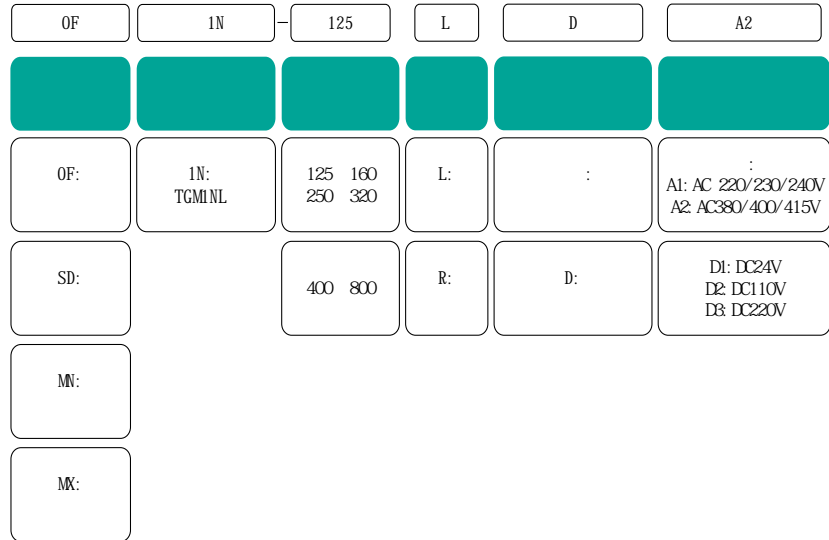 OF 1N - 125 L D A2
OF:
1N:
TGM1NL
125 160
250 320
L:
:
:
A1: AC 220/230/240V
A2: AC380/400/415V
SD:
400 800
R:
D:
D1: DC24V
D2: DC110V
D3: DC220V
MN:
MX: